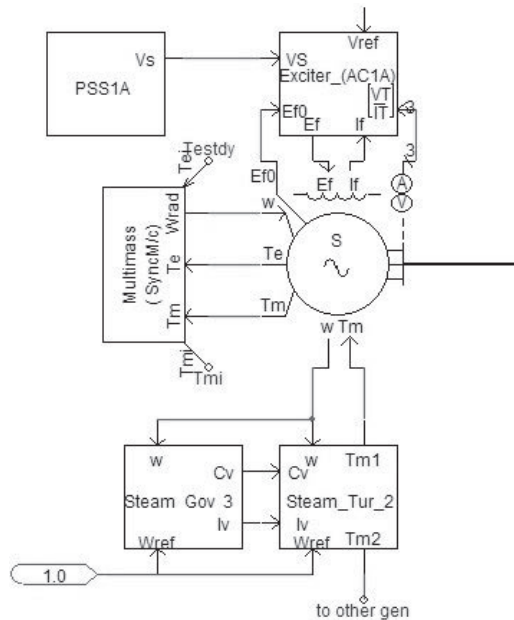 Vref
Vs
VS
PSS1A
Exciter_(AC1A)
VT
IT
Ef0
Ef
If
3
3
Tei
Testdy
Ef0
Ef
If
A
V
Wrad
w
Multimass
(SyncM/c)
Te
Te
S
Tm
Tm
Tmi
Tmi
w Tm
w
w
Tm1
Cv
Cv
Steam Gov 3
Steam_Tur_2
Iv
Iv
Wref
Wref
Tm2
1.0
to other gen